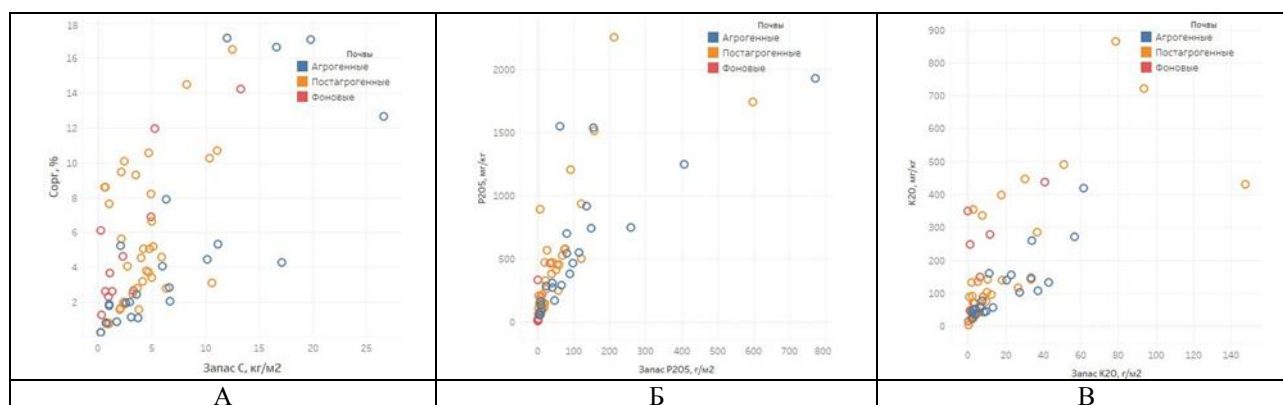 18
16
14
12
10
8
6
4
2
Сорг, %
0
5
10
15
20
25
Запас С, кг/м2
Почвы
Агрогенные
Постагрогенные
Фоновые
2000
1500
1000
500
0
P2O5, мг/кг
0
100
200
300
400
500
600
700
800
Запас P2O5, г/м2
Почвы
Агрогенные
Постагрогенные
Фоновые
900
800
700
600
500
400
300
200
100
0
K2O, мг/кг
0
20
40
60
80
100
120
140
Запас K2O, г/м2
Почвы
Агрогенные
Постагрогенные
Фоновые
А
Б
В